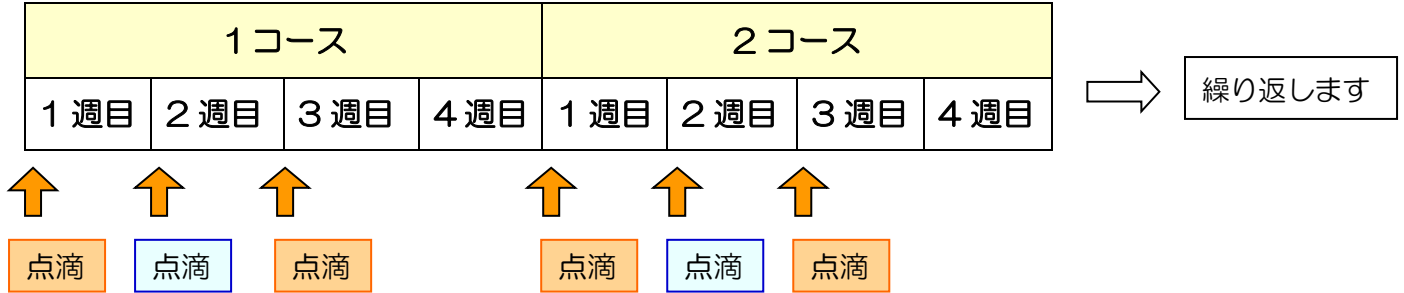 １コース ２コース
１週目 ２週目 ３週目 ４週目 １週目 ２週目 ３週目 ４週目
繰り返します
点滴 点滴 点滴 点滴 点滴 点滴